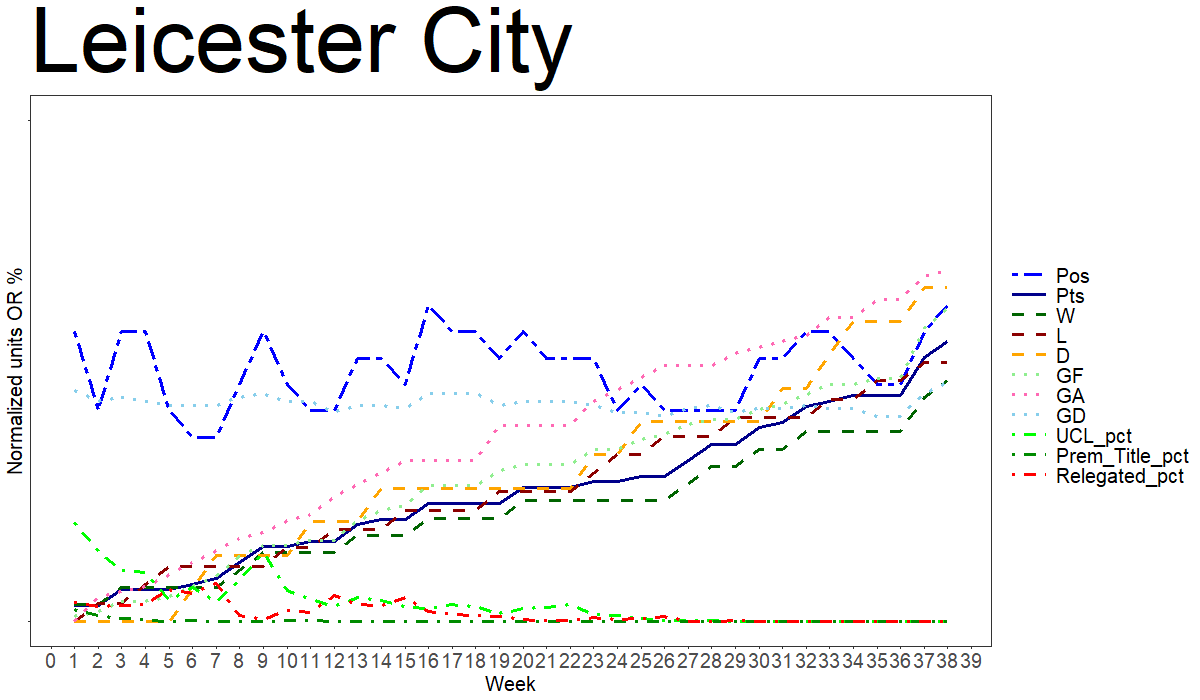 Leicester City
Normalized units OR %
0 1 2 3 4 5 6 7 8 9 10 11 12 13 14 15 16 17 18 19 20 21 22 23 24 25 26 27 28 29 30 31 32 33 34 35 36 37 38 39
Week
Pos
Pts
W
L
D
GF
GA
GD
UCL_pct
Prem_Title_pct
Relegated_pct